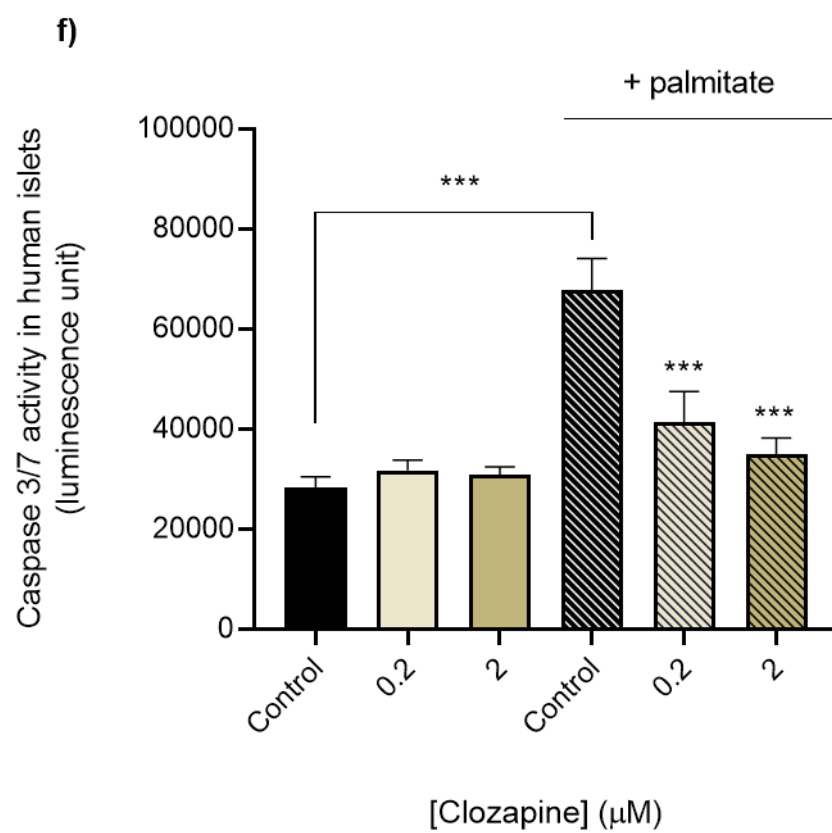 f)
+ palmitate
Caspase 3/7 activity in human islets
(luminescence unit)
100000
80000
60000
40000
20000
0
***
***
***
Control
0.2
2
Control
0.2
2
[Clozapine] (μM)